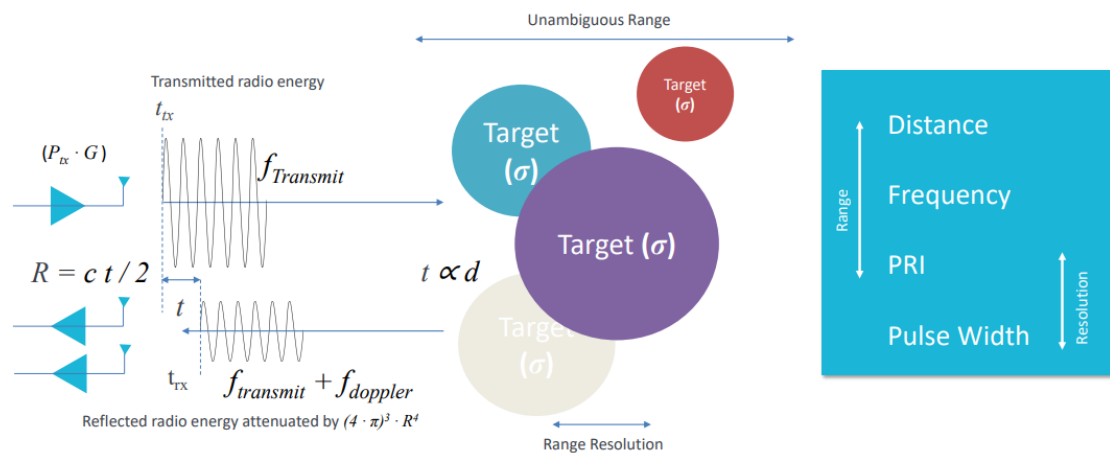 Unambiguous Range
Transmitted radio energy
t_tx
(P_tx · G)
f_Transmit
R = c t / 2
t
t ∝ d
t_rx
f_transmit + f_doppler
Reflected radio energy attenuated by (4 · π)³ · R⁴
Target
(σ)
Target
(σ)
Target (σ)
Target
(σ)
Range Resolution
Distance
Frequency
PRI
Pulse Width
Range
Resolution